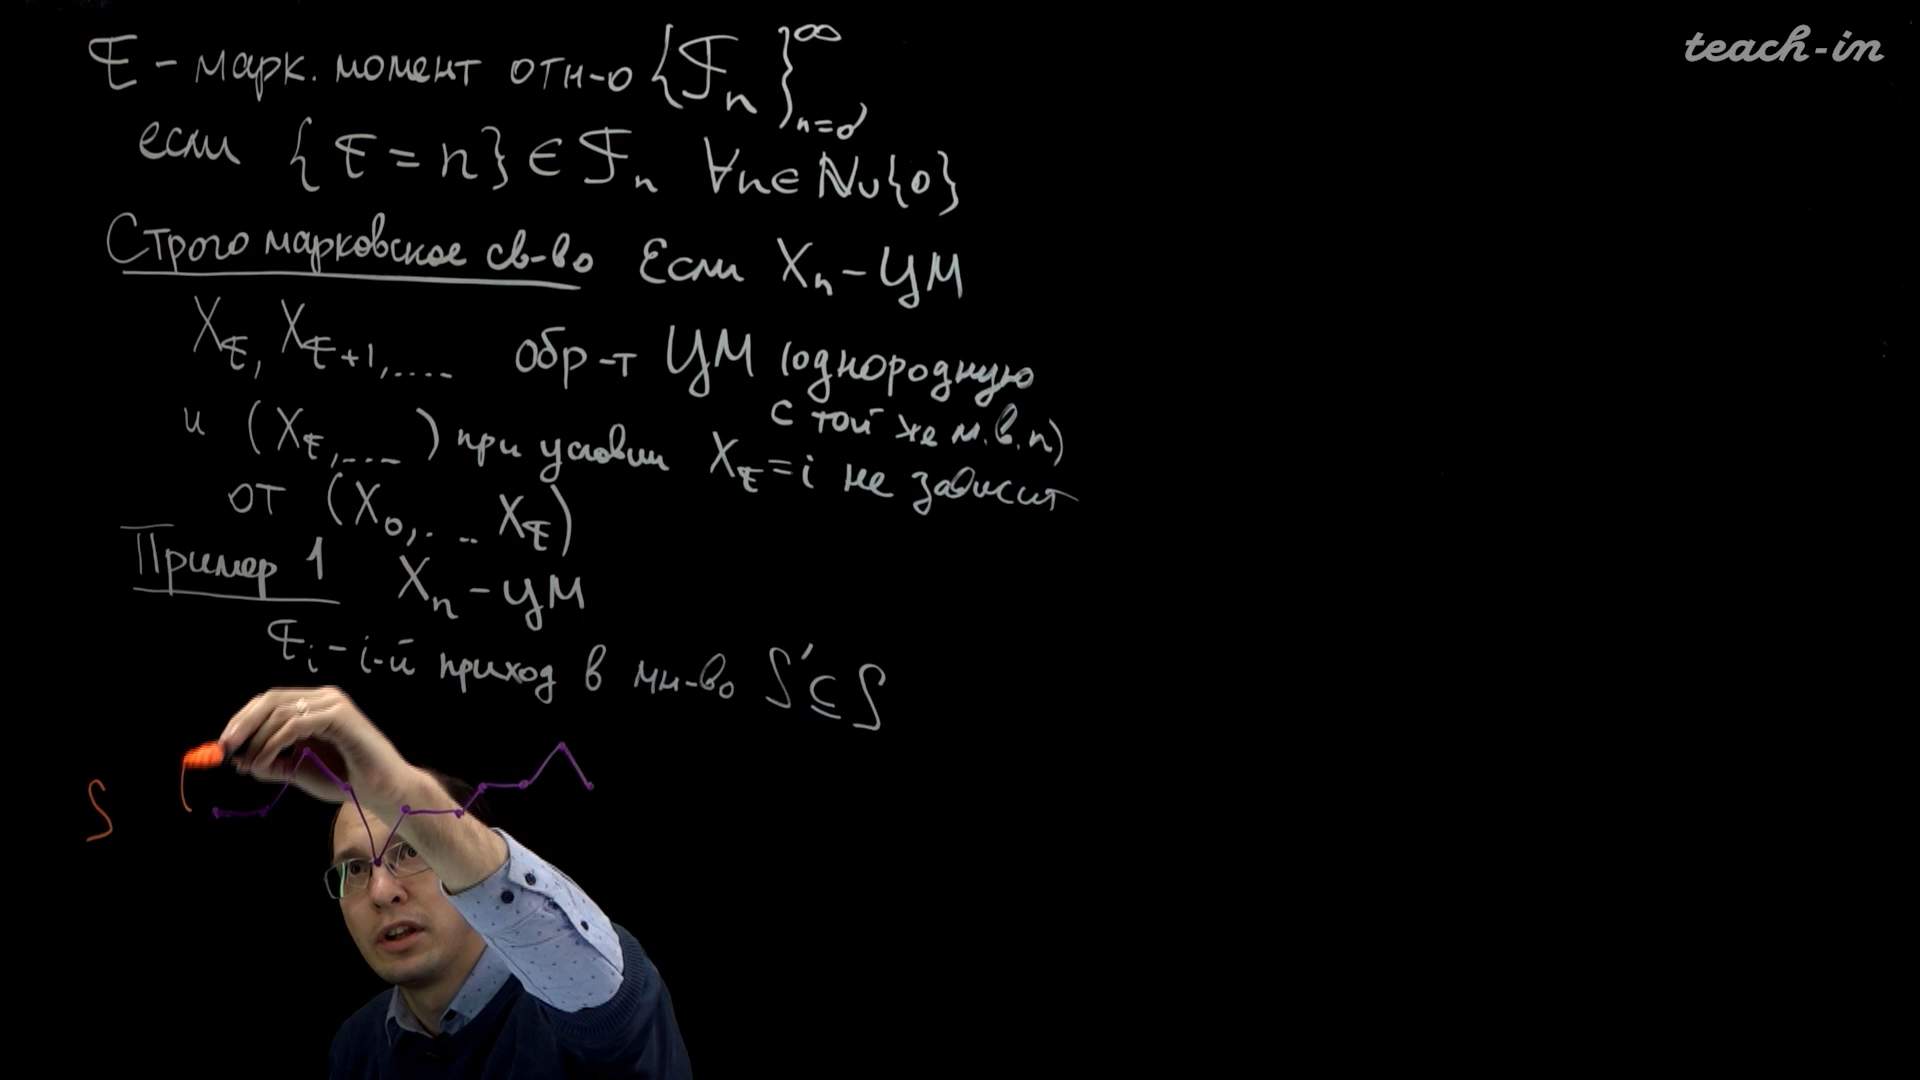 teach-in
τ - марк. момент отн-о {𝓕ₙ}ₙ₌₀^∞
если {τ = n} ∈ 𝓕ₙ ∀n ∈ ℕ∪{0}
Строго марковское св-во Если Xₙ - ЦМ
X_τ, X_τ+1, .... обр-т ЦМ (однородную
с той же м.в.п)
и (X_τ, ...) при условии X_τ = i не зависит
от (X₀, ... X_τ)
Пример 1 Xₙ - ЦМ
τᵢ - i-й приход в мн-во S' ⊆ S
S